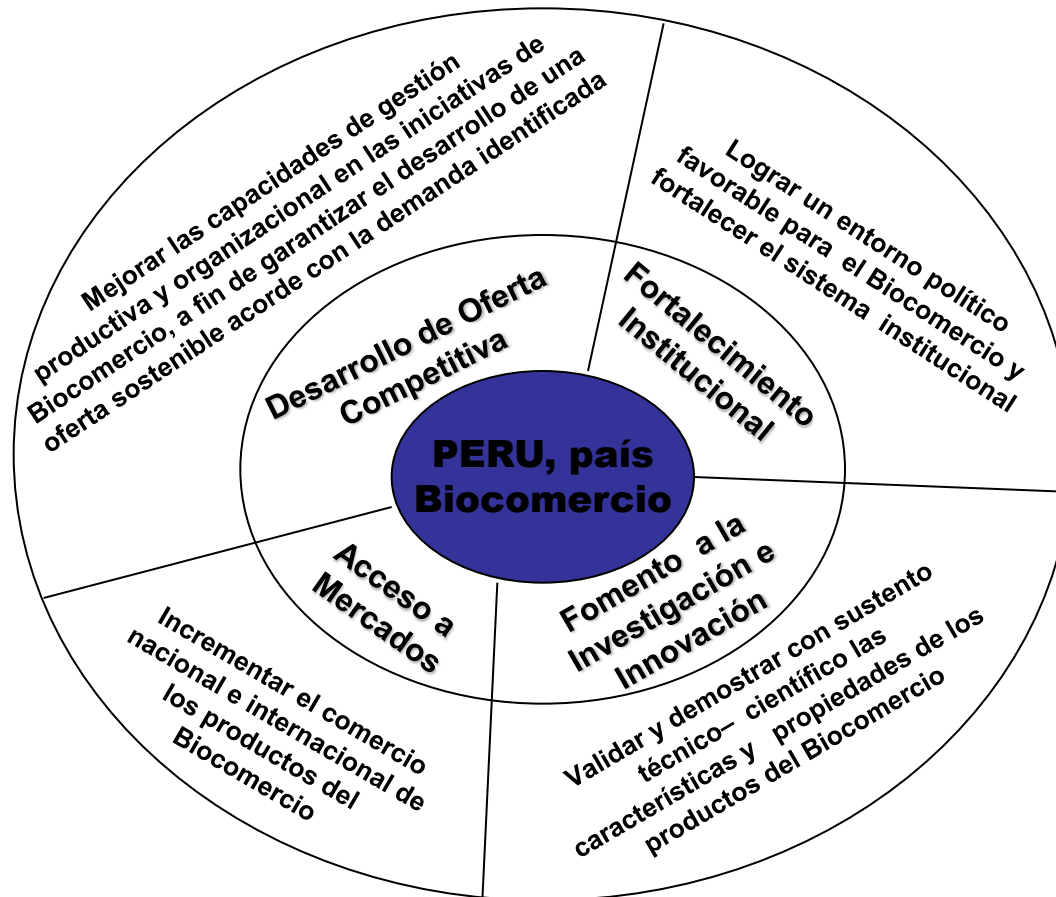 Mejorar las capacidades de gestión
productiva y organizacional en las iniciativas de
Biocomercio, a fin de garantizar el desarrollo de una
oferta sostenible acorde con la demanda identificada
Lograr un entorno político
favorable para el Biocomercio y
fortalecer el sistema institucional
Desarrollo de Oferta
Competitiva
Fortalecimiento
Institucional
PERU, país
Biocomercio
Acceso a
Mercados
Fomento a la
Investigación e
Innovación
Incrementar el comercio
nacional e internacional de
los productos del
Biocomercio
Validar y demostrar con sustento
técnico– científico las
características y propiedades de los
productos del Biocomercio